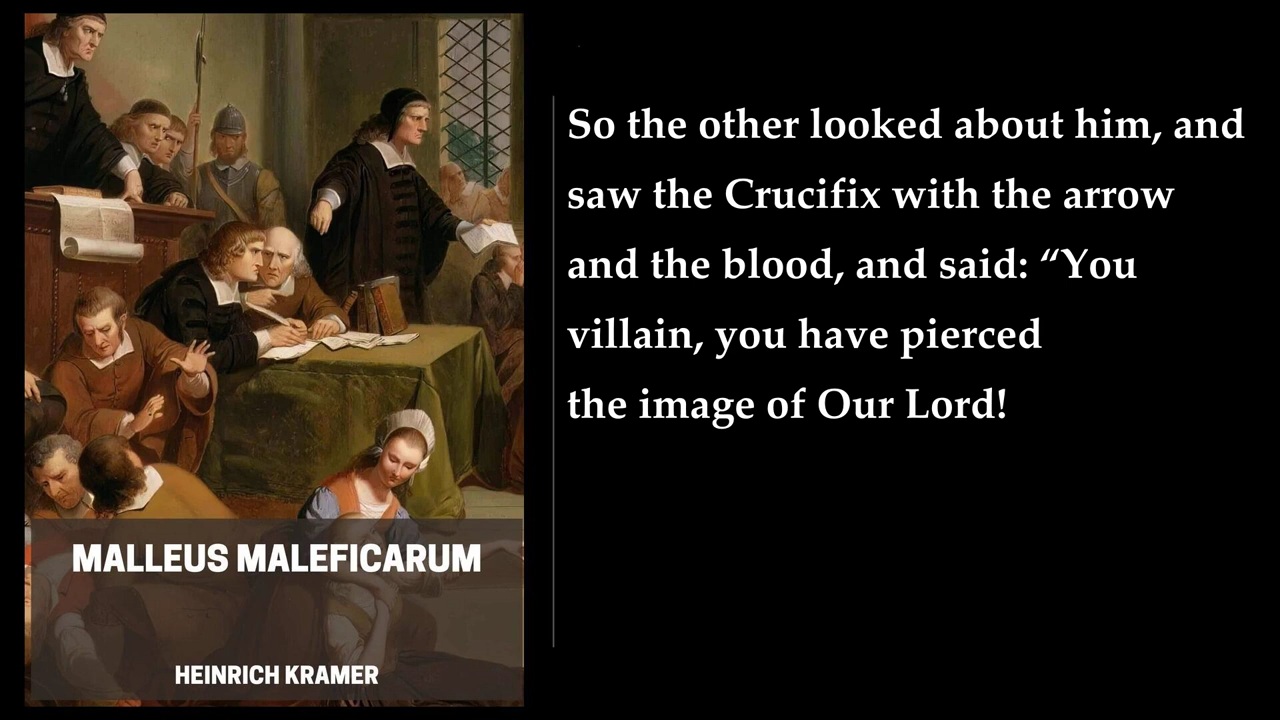 So the other looked about him, and
saw the Crucifix with the arrow
and the blood, and said: “You
villain, you have pierced
the image of Our Lord!
MALLEUS MALEFICARUM
HEINRICH KRAMER